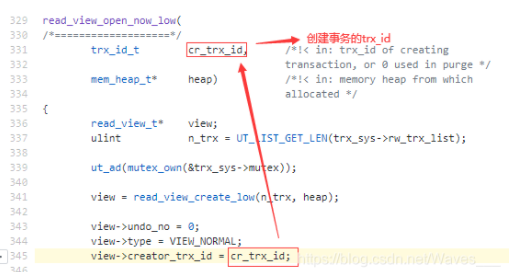 329 read_view_open_now_low(
330 /*===================*/
331 trx_id_t cr_trx_id, /*!< in: trx_id of creating
332 transaction, or 0 used in purge */
333 mem_heap_t* heap) /*!< in: memory heap from which
334 allocated */
335 {
336 read_view_t* view;
337 ulint n_trx = UT_LIST_GET_LEN(trx_sys->rw_trx_list);
338
339 ut_ad(mutex_own(&trx_sys->mutex));
340
341 view = read_view_create_low(n_trx, heap);
342
343 view->undo_no = 0;
344 view->type = VIEW_NORMAL;
345 view->creator_trx_id = cr_trx_id;
346
创建事务的trx_id
https://blog.csdn.net/Waves___